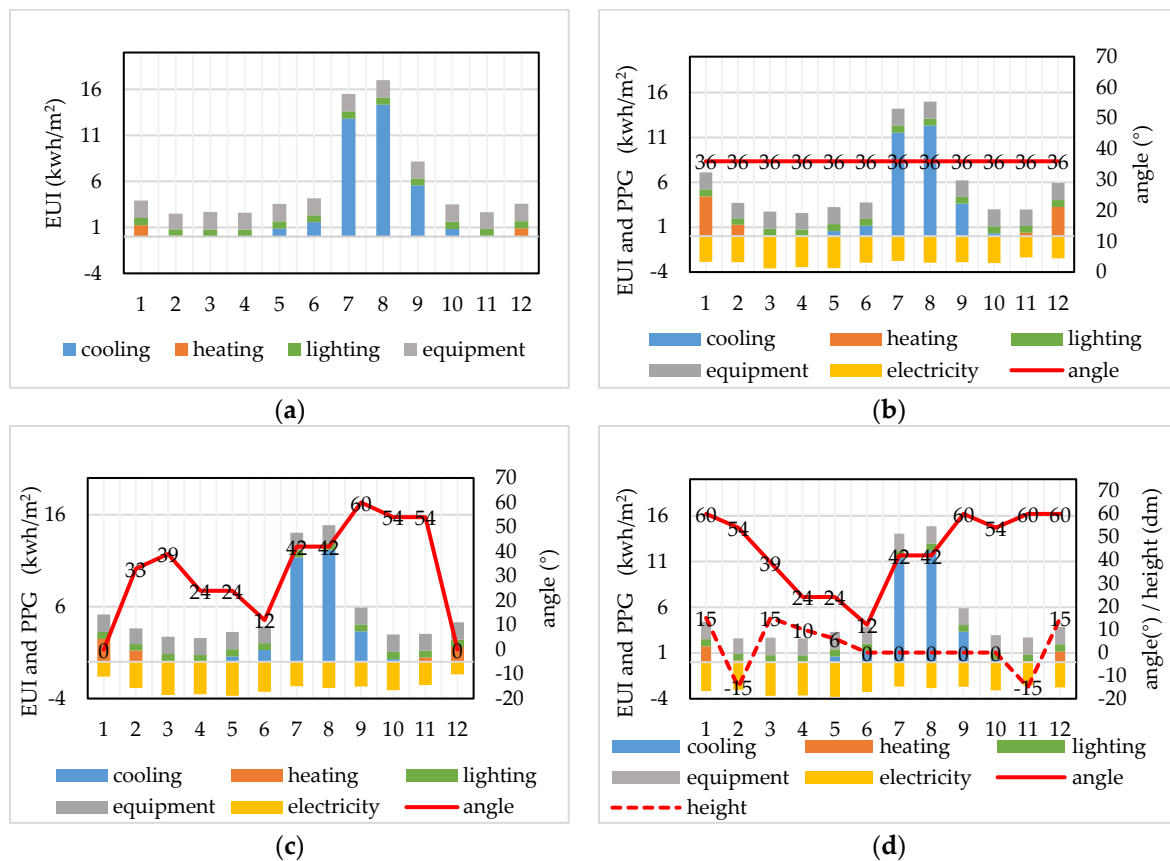 EUI (kwh/m²)
16
11
6
1
-4
1 2 3 4 5 6 7 8 9 10 11 12
cooling heating lighting equipment
(a)
EUI and PPG (kwh/m²)
16
11
6
1
-4
36 36 36 36 36 36 36 36 36 36 36 36
70
60
50
40
30
20
10
0
angle (°)
1 2 3 4 5 6 7 8 9 10 11 12
cooling heating lighting
equipment electricity angle
(b)
EUI and PPG (kwh/m²)
16
6
-4
0 33 39 24 24 12 42 42 60 54 54 0
70
60
50
40
30
20
10
0
-10
-20
angle (°)
1 2 3 4 5 6 7 8 9 10 11 12
cooling heating lighting
equipment electricity angle
(c)
EUI and PPG (kwh/m²)
16
11
6
1
-4
60 54 39 24 24 12 42 42 60 54 60 60
15 -15 15 10 6 0 0 0 0 0 -15 15
70
60
50
40
30
20
10
0
-10
-20
angle(°) / height (dm)
1 2 3 4 5 6 7 8 9 10 11 12
cooling heating lighting
equipment electricity angle
height
(d)